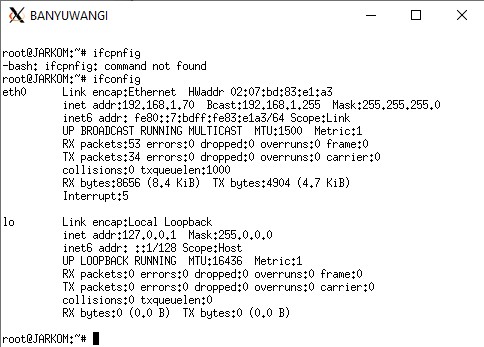 BANYUWANGI
root@JARKOM:~# ifcpnfig
-bash: ifcpnfig: command not found
root@JARKOM:~# ifconfig
eth0      Link encap:Ethernet  HWaddr 02:07:bd:83:e1:a3
          inet addr:192.168.1.70  Bcast:192.168.1.255  Mask:255.255.255.0
          inet6 addr: fe80::7:bdff:fe83:e1a3/64 Scope:Link
          UP BROADCAST RUNNING MULTICAST  MTU:1500  Metric:1
          RX packets:53 errors:0 dropped:0 overruns:0 frame:0
          TX packets:34 errors:0 dropped:0 overruns:0 carrier:0
          collisions:0 txqueuelen:1000
          RX bytes:8656 (8.4 KiB)  TX bytes:4904 (4.7 KiB)
          Interrupt:5
lo        Link encap:Local Loopback
          inet addr:127.0.0.1  Mask:255.0.0.0
          inet6 addr: ::1/128 Scope:Host
          UP LOOPBACK RUNNING  MTU:16436  Metric:1
          RX packets:0 errors:0 dropped:0 overruns:0 frame:0
          TX packets:0 errors:0 dropped:0 overruns:0 carrier:0
          collisions:0 txqueuelen:0
          RX bytes:0 (0.0 B)  TX bytes:0 (0.0 B)
root@JARKOM:~#